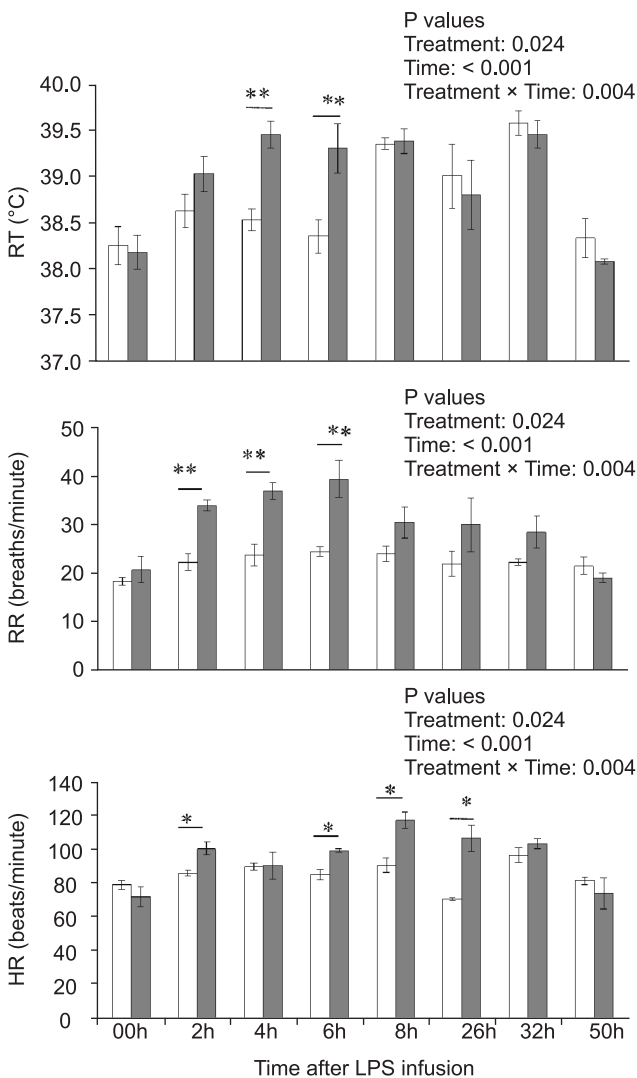 P values
Treatment: 0.024
Time: < 0.001
Treatment × Time: 0.004
40.0
39.5
39.0
38.5
38.0
37.5
37.0
RT (°C)
** **
P values
Treatment: 0.024
Time: < 0.001
Treatment × Time: 0.004
50
40
30
20
10
0
RR (breaths/minute)
** ** **
P values
Treatment: 0.024
Time: < 0.001
Treatment × Time: 0.004
140
120
100
80
60
40
20
0
HR (beats/minute)
* * * *
00h 2h 4h 6h 8h 26h 32h 50h
Time after LPS infusion